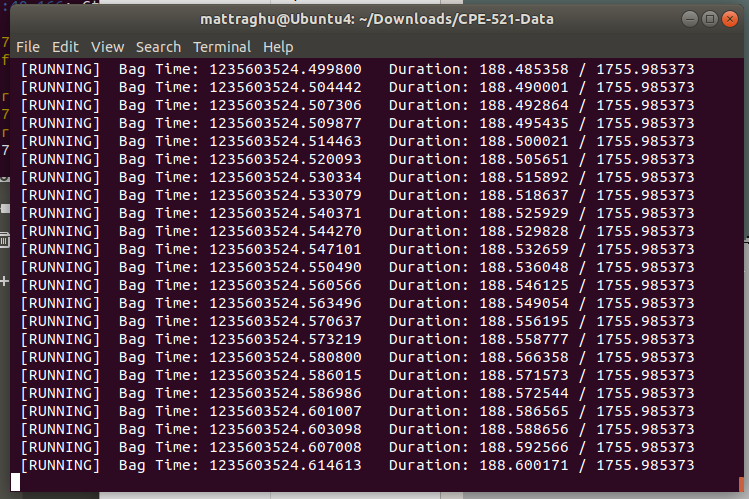 mattraghu@Ubuntu4: ~/Downloads/CPE-521-Data
File Edit View Search Terminal Help
[RUNNING]  Bag Time: 1235603524.499800   Duration: 188.485358 / 1755.985373
[RUNNING]  Bag Time: 1235603524.504442   Duration: 188.490001 / 1755.985373
[RUNNING]  Bag Time: 1235603524.507306   Duration: 188.492864 / 1755.985373
[RUNNING]  Bag Time: 1235603524.509877   Duration: 188.495435 / 1755.985373
[RUNNING]  Bag Time: 1235603524.514463   Duration: 188.500021 / 1755.985373
[RUNNING]  Bag Time: 1235603524.520093   Duration: 188.505651 / 1755.985373
[RUNNING]  Bag Time: 1235603524.530334   Duration: 188.515892 / 1755.985373
[RUNNING]  Bag Time: 1235603524.533079   Duration: 188.518637 / 1755.985373
[RUNNING]  Bag Time: 1235603524.540371   Duration: 188.525929 / 1755.985373
[RUNNING]  Bag Time: 1235603524.544270   Duration: 188.529828 / 1755.985373
[RUNNING]  Bag Time: 1235603524.547101   Duration: 188.532659 / 1755.985373
[RUNNING]  Bag Time: 1235603524.550490   Duration: 188.536048 / 1755.985373
[RUNNING]  Bag Time: 1235603524.560566   Duration: 188.546125 / 1755.985373
[RUNNING]  Bag Time: 1235603524.563496   Duration: 188.549054 / 1755.985373
[RUNNING]  Bag Time: 1235603524.570637   Duration: 188.556195 / 1755.985373
[RUNNING]  Bag Time: 1235603524.573219   Duration: 188.558777 / 1755.985373
[RUNNING]  Bag Time: 1235603524.580800   Duration: 188.566358 / 1755.985373
[RUNNING]  Bag Time: 1235603524.586015   Duration: 188.571573 / 1755.985373
[RUNNING]  Bag Time: 1235603524.586986   Duration: 188.572544 / 1755.985373
[RUNNING]  Bag Time: 1235603524.601007   Duration: 188.586565 / 1755.985373
[RUNNING]  Bag Time: 1235603524.603098   Duration: 188.588656 / 1755.985373
[RUNNING]  Bag Time: 1235603524.607008   Duration: 188.592566 / 1755.985373
[RUNNING]  Bag Time: 1235603524.614613   Duration: 188.600171 / 1755.985373